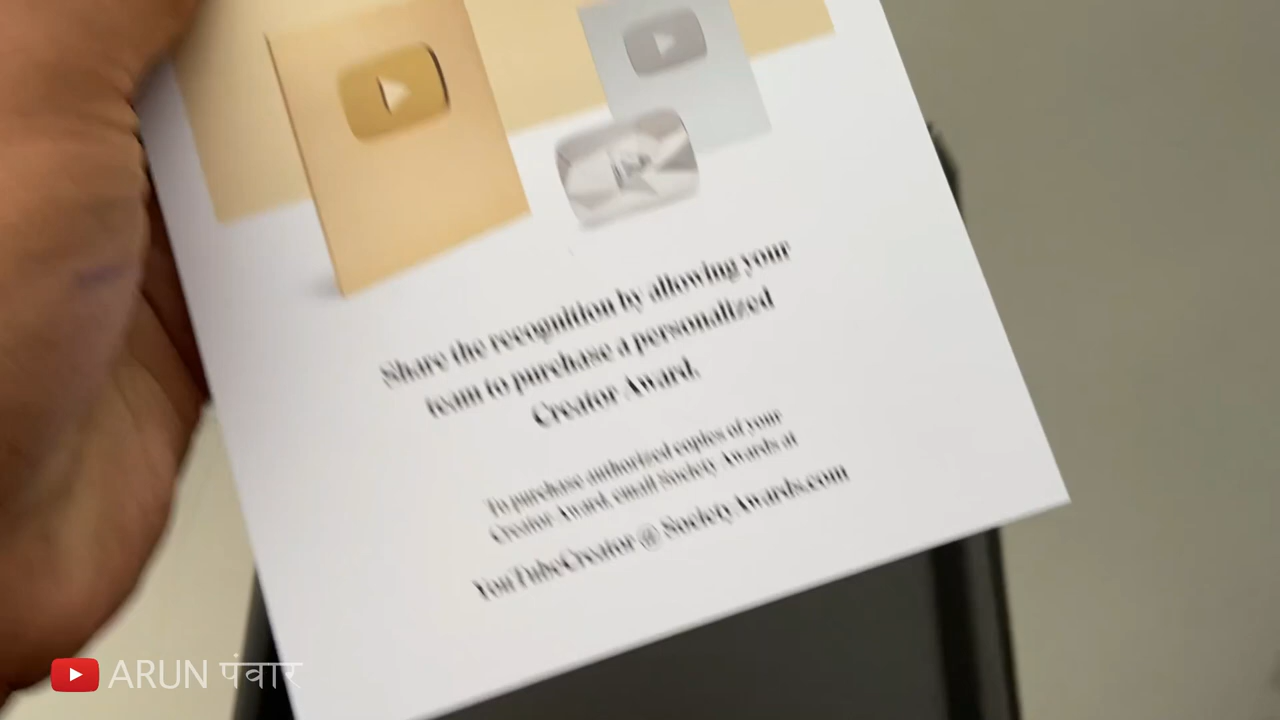 Share the recognition by allowing your
team to purchase a personalized
Creator Award.
To purchase authorized copies of your
Creator Award, email Society Awards at
YouTubeCreator @ SocietyAwards.com
ARUN पंवार